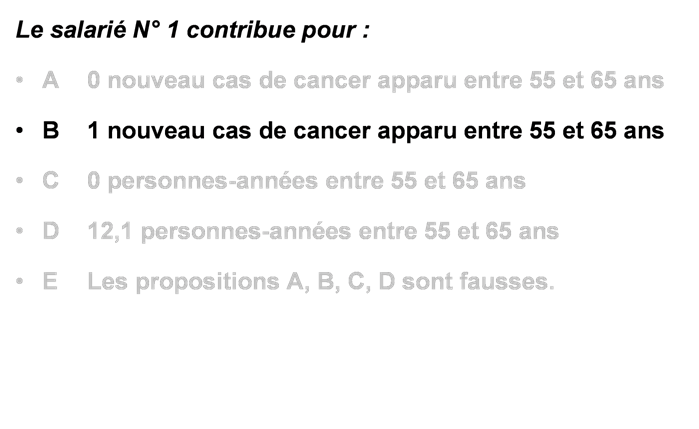 Le salarié N° 1 contribue pour :
• A 0 nouveau cas de cancer apparu entre 55 et 65 ans
• B 1 nouveau cas de cancer apparu entre 55 et 65 ans
• C 0 personnes-années entre 55 et 65 ans
• D 12,1 personnes-années entre 55 et 65 ans
• E Les propositions A, B, C, D sont fausses.